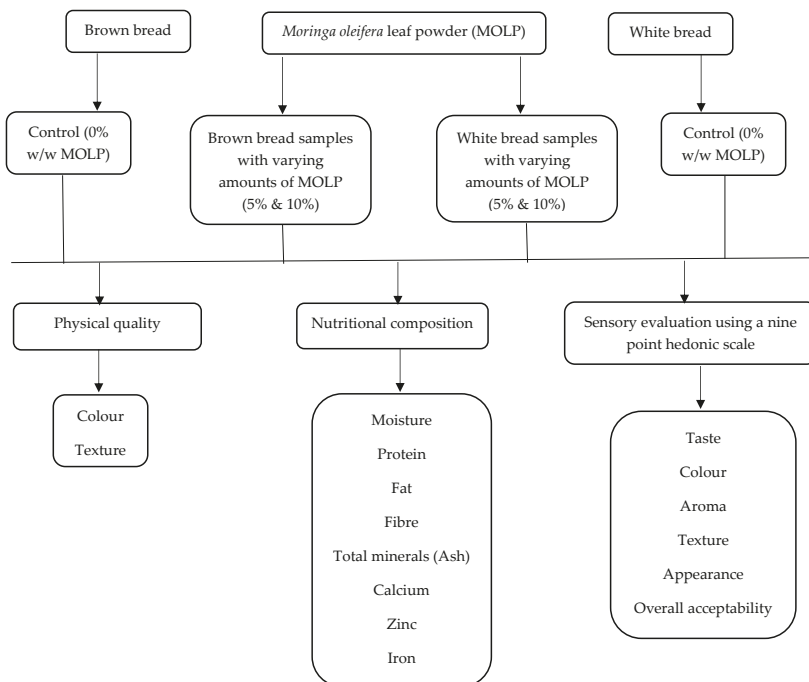 Brown bread
Moringa oleifera leaf powder (MOLP)
White bread
Control (0%
w/w MOLP)
Brown bread samples
with varying
amounts of MOLP
(5% & 10%)
White bread samples
with varying
amounts of MOLP
(5% & 10%)
Control (0%
w/w MOLP)
Physical quality
Nutritional composition
Sensory evaluation using a nine
point hedonic scale
Colour
Texture
Moisture
Protein
Fat
Fibre
Total minerals (Ash)
Calcium
Zinc
Iron
Taste
Colour
Aroma
Texture
Appearance
Overall acceptability